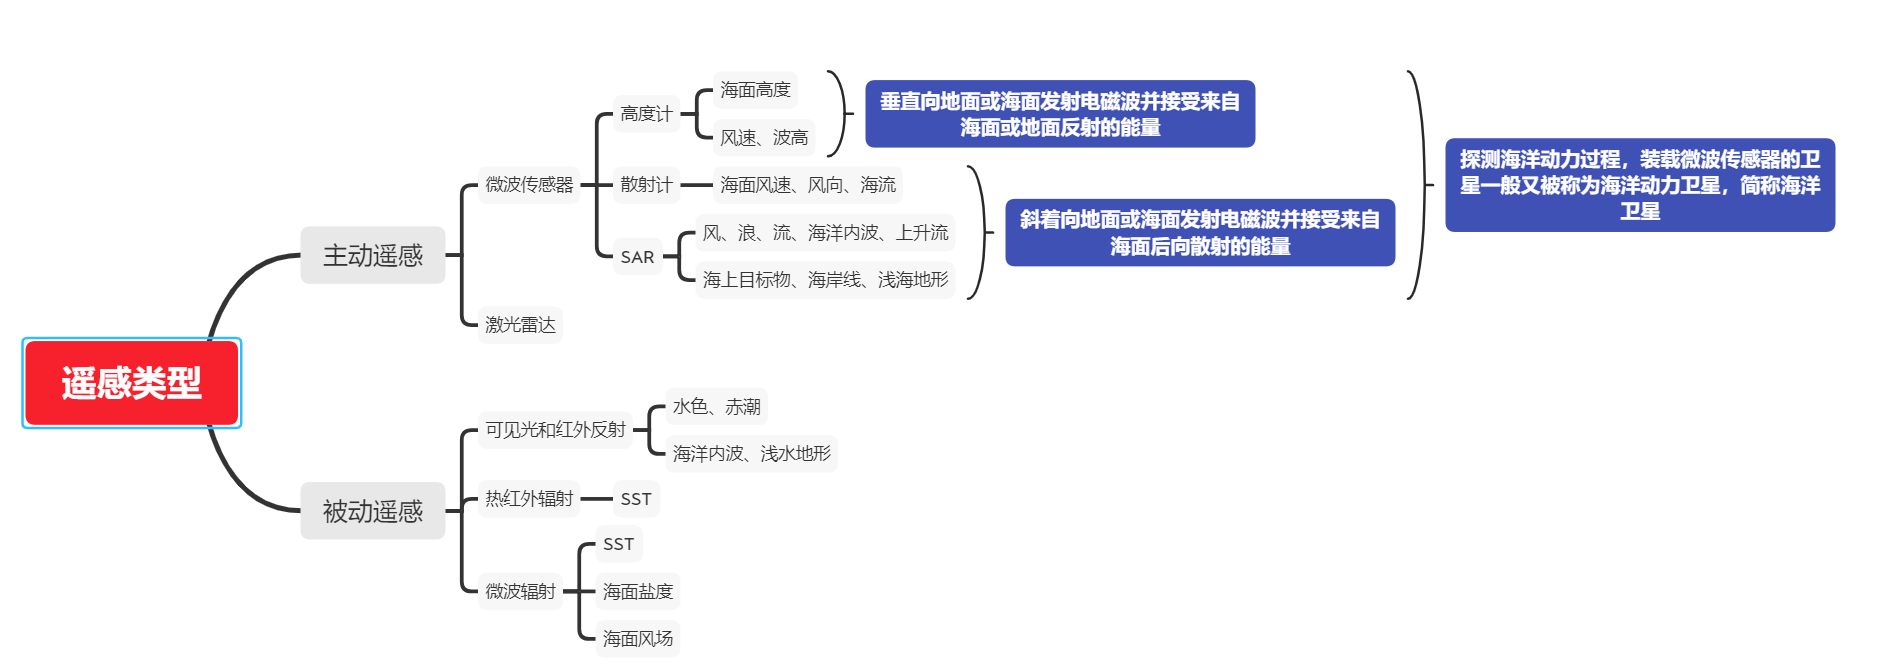 遥感类型
主动遥感
微波传感器
高度计
海面高度
风速、波高
垂直向地面或海面发射电磁波并接受来自
海面或地面反射的能量
散射计
海面风速、风向、海流
SAR
风、浪、流、海洋内波、上升流
海上目标物、海岸线、浅海地形
斜着向地面或海面发射电磁波并接受来自
海面后向散射的能量
探测海洋动力过程，装载微波传感器的卫
星一般又被称为海洋动力卫星，简称海洋
卫星
激光雷达
被动遥感
可见光和红外反射
水色、赤潮
海洋内波、浅水地形
热红外辐射
SST
微波辐射
SST
海面盐度
海面风场